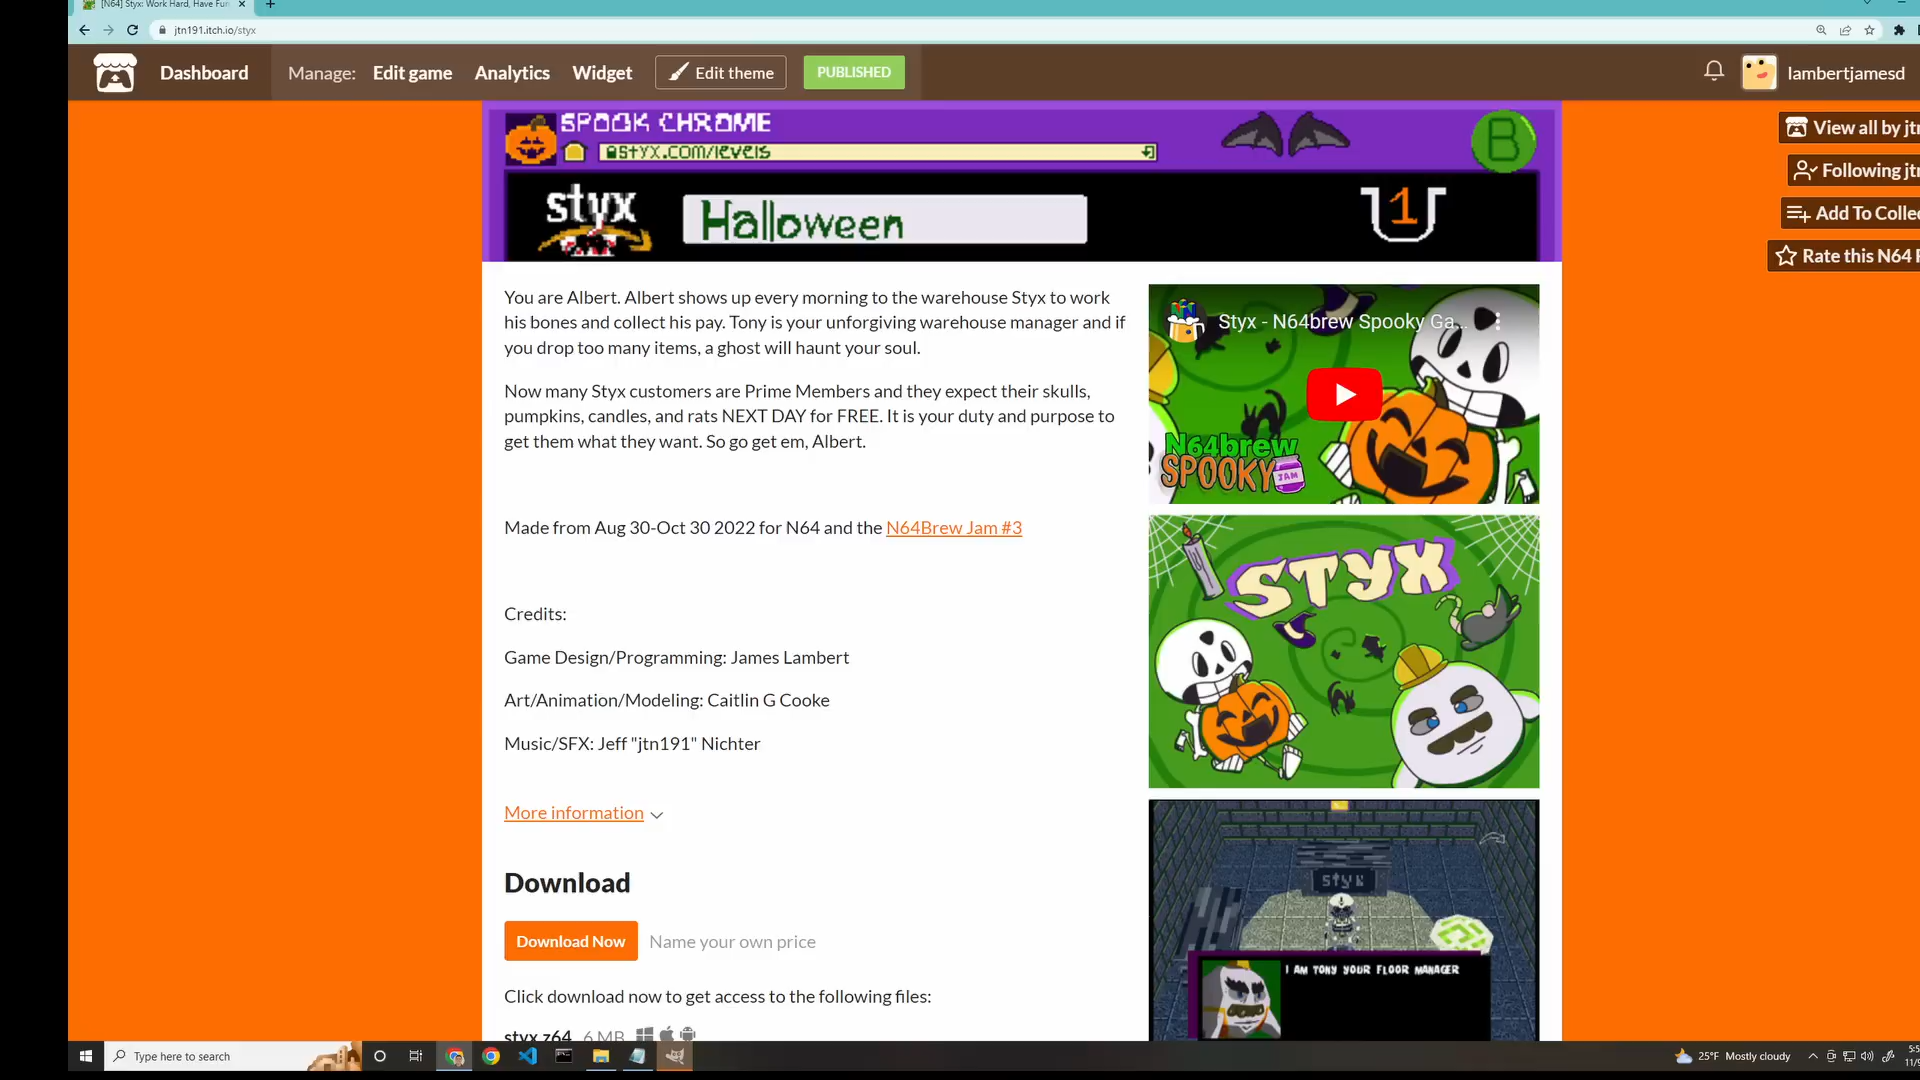 [N64] Styx: Work Hard, Have Fun
jtn191.itch.io/styx
Dashboard
Manage:
Edit game
Analytics
Widget
Edit theme
PUBLISHED
lambertjamesd
SPOOK CHROME
STYX.COM/levels
B
styx
Halloween
1
View all by jtn
Following jtn
Add To Collec
Rate this N64 R
You are Albert. Albert shows up every morning to the warehouse Styx to work
his bones and collect his pay. Tony is your unforgiving warehouse manager and if
you drop too many items, a ghost will haunt your soul.
Now many Styx customers are Prime Members and they expect their skulls,
pumpkins, candles, and rats NEXT DAY for FREE. It is your duty and purpose to
get them what they want. So go get em, Albert.
Made from Aug 30-Oct 30 2022 for N64 and the N64Brew Jam #3
Credits:
Game Design/Programming: James Lambert
Art/Animation/Modeling: Caitlin G Cooke
Music/SFX: Jeff "jtn191" Nichter
More information
Download
Download Now
Name your own price
Click download now to get access to the following files:
styx.z64 6 MB
Styx - N64brew Spooky Ga...
N64brew
SPOOKY
JAM
STYX
styx
I AM TONY YOUR FLOOR MANAGER
Type here to search
25°F Mostly cloudy